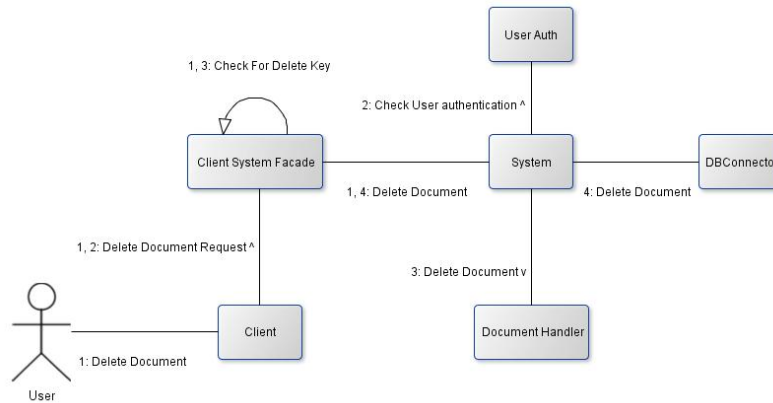 User Auth
1, 3: Check For Delete Key
2: Check User authentication ^
Client System Facade
System
DBConnecto
1, 4: Delete Document
4: Delete Document
1, 2: Delete Document Request ^
3: Delete Document v
Client
Document Handler
1: Delete Document
User